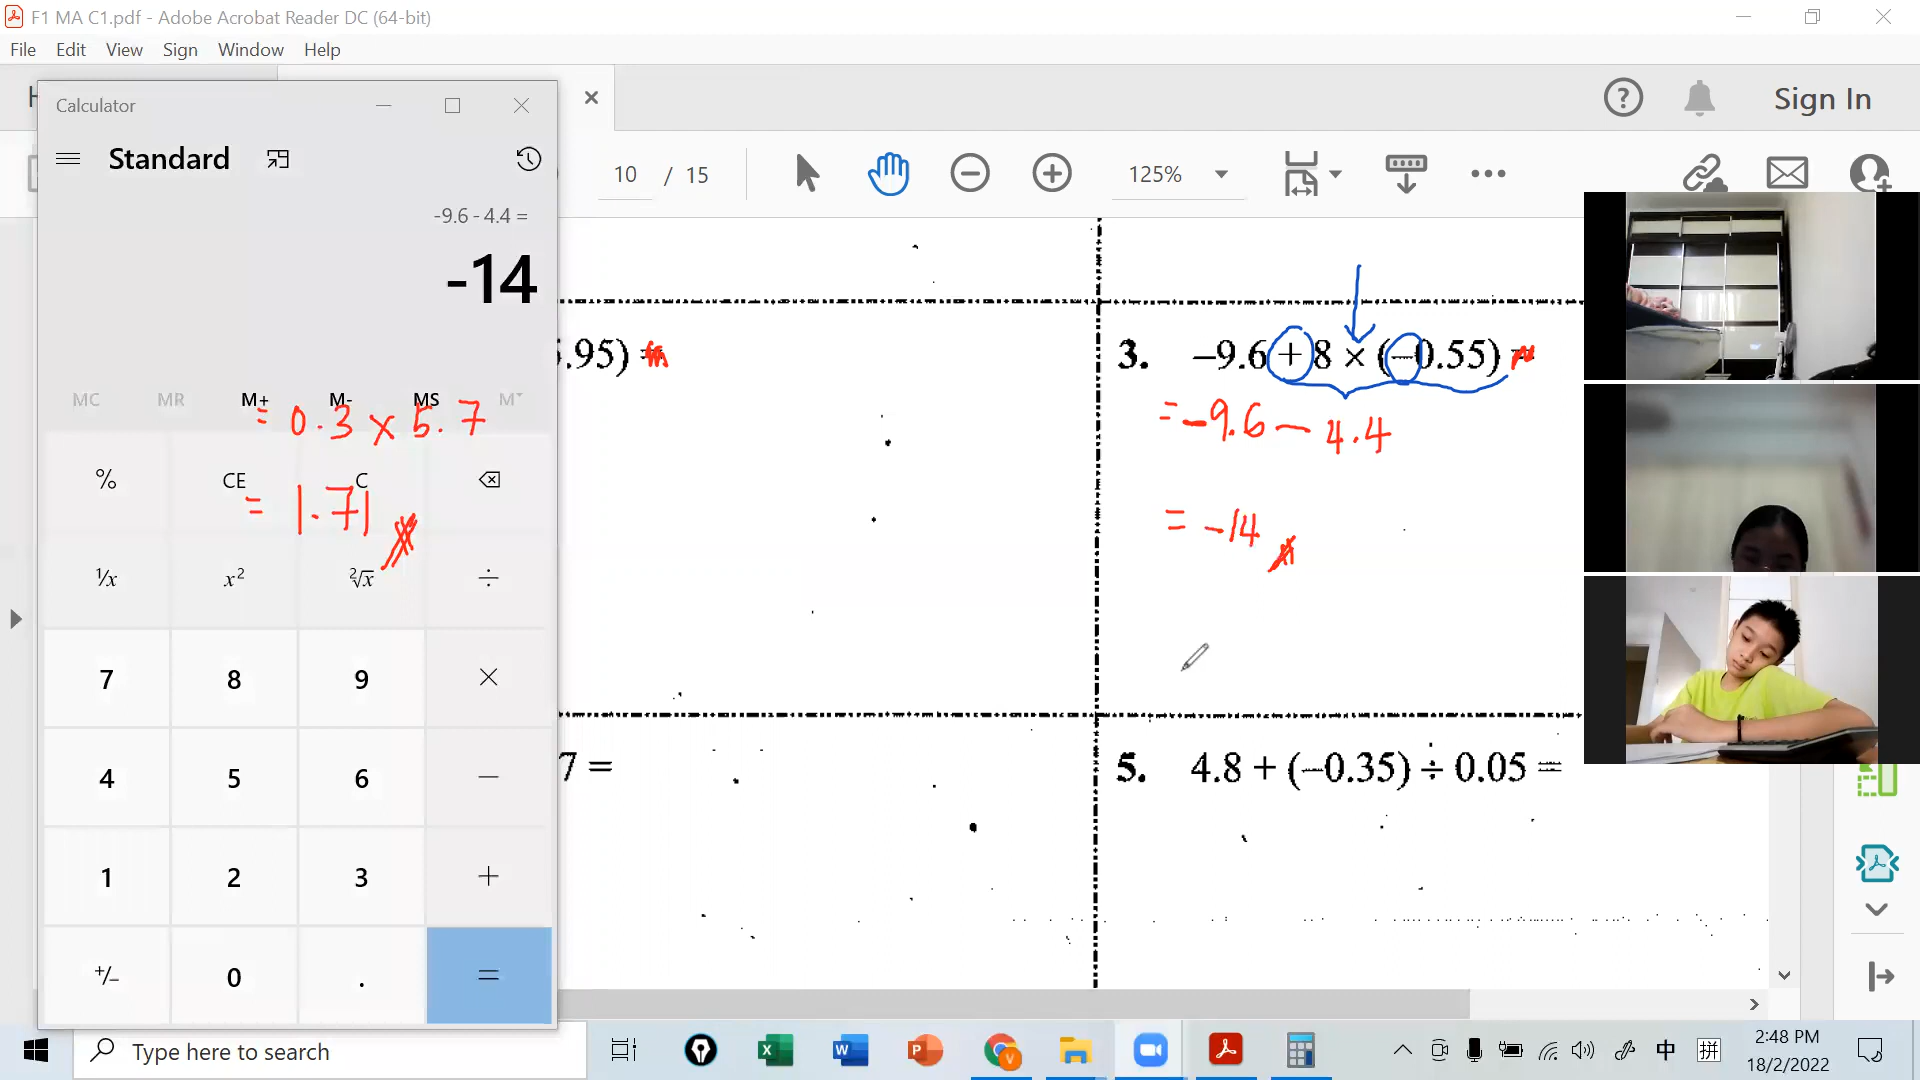 F1 MA C1.pdf - Adobe Acrobat Reader DC (64-bit)
File Edit View Sign Window Help
Sign In
10 / 15
125%
Calculator
Standard
-9.6 - 4.4 =
-14
MC MR M+ M- MS M˅
= 0.3 × 5.7
% CE C
= 1.71
¹/x x² ²√x ÷
7 8 9 ×
4 5 6 −
1 2 3 +
+/− 0 . =
.95) =
3. –9.6 + 8 × (–0.55) =
= -9.6 - 4.4
= -14
7 =
5. 4.8 + (–0.35) ÷ 0.05 =
Type here to search
中 拼
2:48 PM
18/2/2022